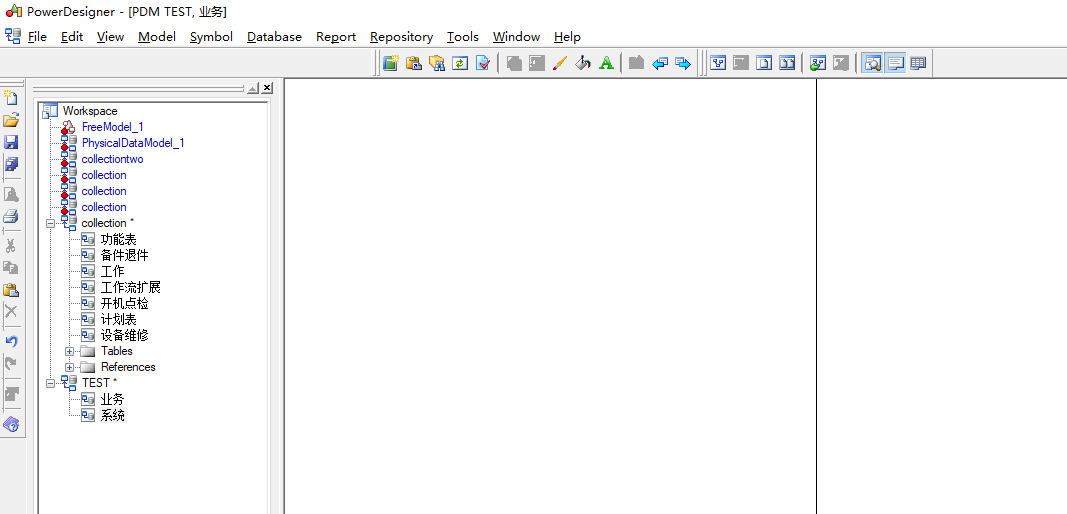 PowerDesigner - [PDM TEST, 业务]
File Edit View Model Symbol Database Report Repository Tools Window Help
Workspace
FreeModel_1
PhysicalDataModel_1
collectiontwo
collection
collection
collection
collection *
功能表
备件退件
工作
工作流扩展
开机点检
计划表
设备维修
Tables
References
TEST *
业务
系统